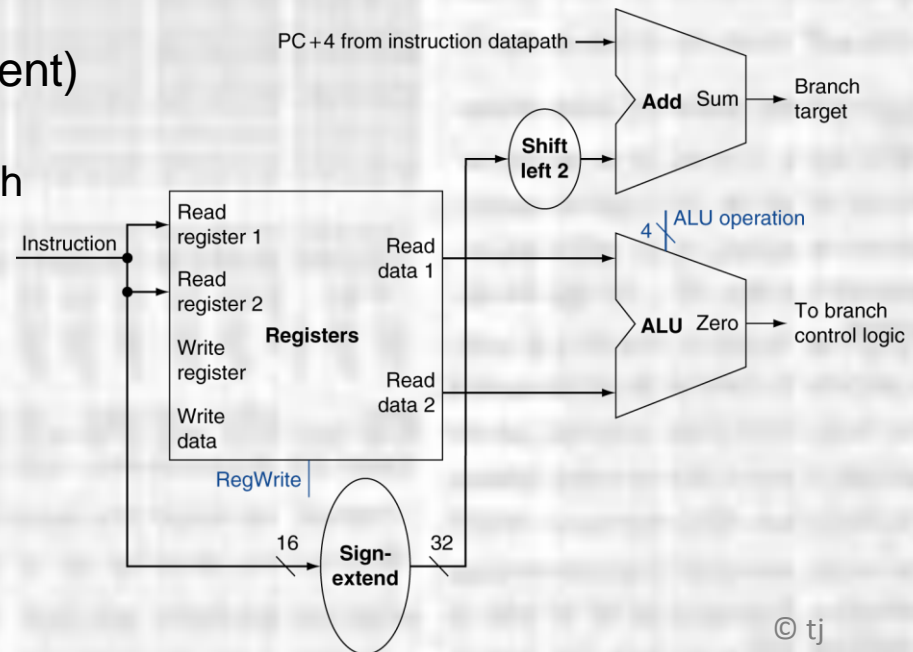 ent)
h
PC+4 from instruction datapath
Add Sum
Branch
target
Shift
left 2
Instruction
Read
register 1
Read
register 2
Write
register
Write
data
Registers
Read
data 1
Read
data 2
RegWrite
4
ALU operation
ALU Zero
To branch
control logic
16
Sign-
extend
32
© tj